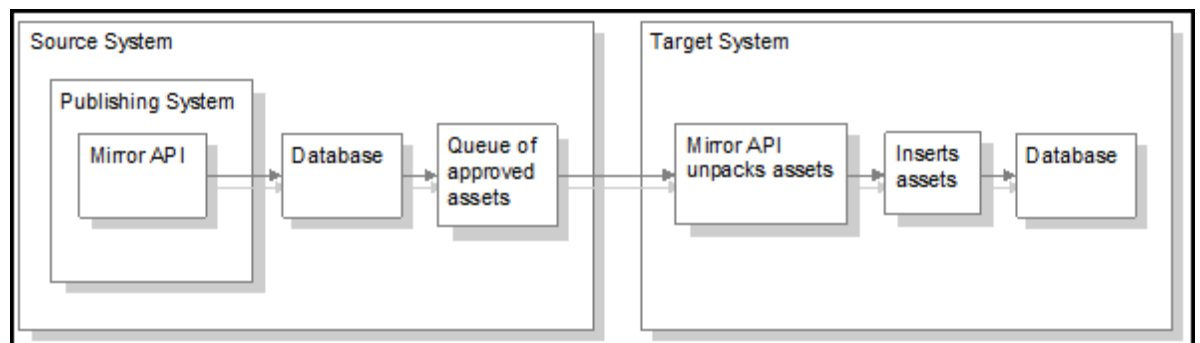 Source System
Publishing System
Mirror API
Database
Queue of
approved
assets
Target System
Mirror API
unpacks assets
Inserts
assets
Database